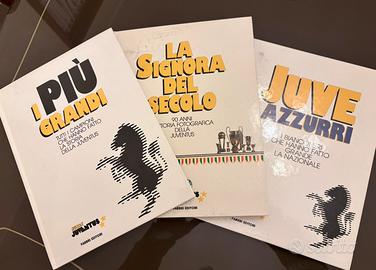 I PIÙ
GRANDI
TUTTI I CAMPIONI
CHE HANNO FATTO
LA STORIA
DELLA JUVENTUS
JUVENTUS
FABBRI EDITORI
LA
SIGNORA
DEL
SECOLO
90 ANNI
STORIA FOTOGRAFICA
DELLA
JUVENTUS
FABBRI EDITORI
JUVE
AZZURRI
I BIANCONERI
CHE HANNO FATTO
GRANDE
LA NAZIONALE
FABBRI EDITORI
subito